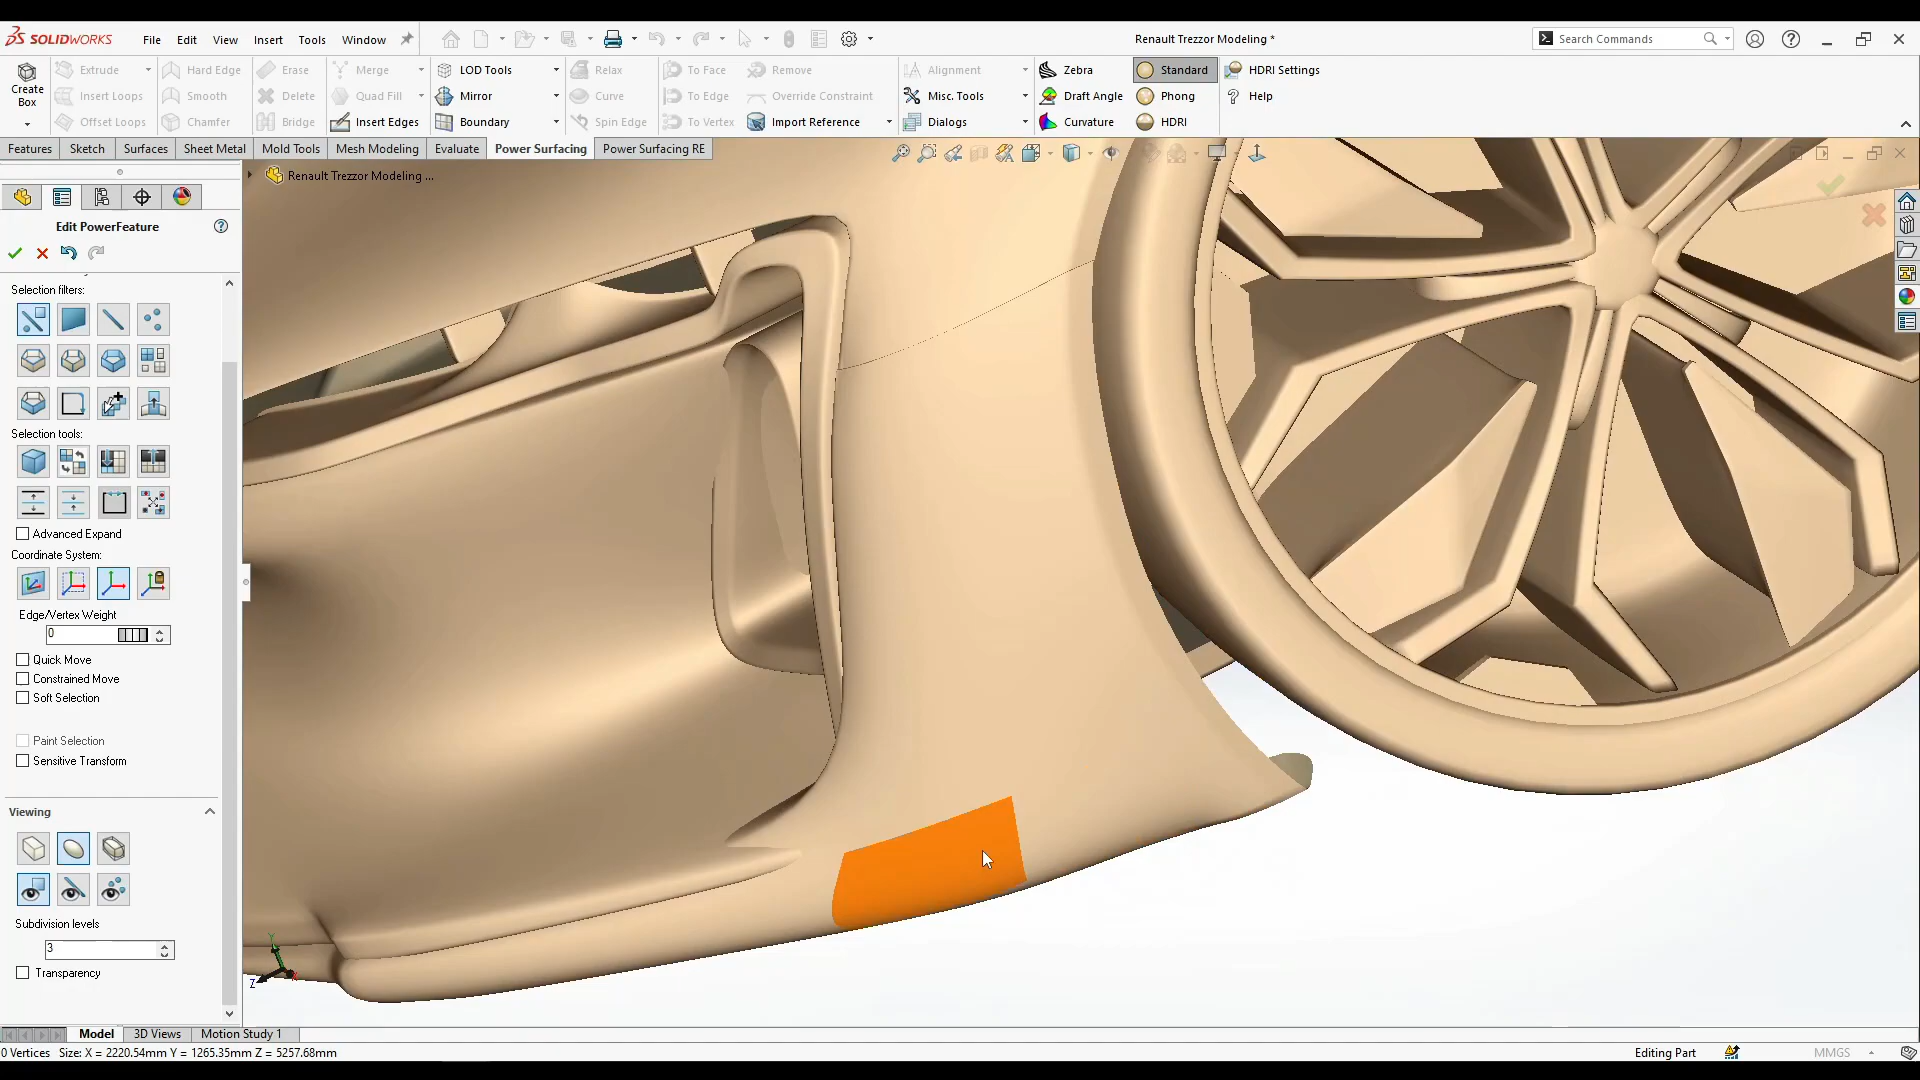 SOLIDWORKS File Edit View Insert Tools Window
Renault Trezzor Modeling *
Search Commands
Create
Box
Extrude Hard Edge Erase Merge LOD Tools Relax To Face Remove Alignment Zebra Standard HDRI Settings
Insert Loops Smooth Delete Quad Fill Mirror Curve To Edge Override Constraint Misc. Tools Draft Angle Phong Help
Offset Loops Chamfer Bridge Insert Edges Boundary Spin Edge To Vertex Import Reference Dialogs Curvature HDRI
Features Sketch Surfaces Sheet Metal Mold Tools Mesh Modeling Evaluate Power Surfacing Power Surfacing RE
Renault Trezzor Modeling ...
Edit PowerFeature
Selection filters:
Selection tools:
Advanced Expand
Coordinate System:
Edge/Vertex Weight
0
Quick Move
Constrained Move
Soft Selection
Paint Selection
Sensitive Transform
Viewing
Subdivision levels
3
Transparency
Y
Z
Model 3D Views Motion Study 1
0 Vertices Size: X = 2220.54mm Y = 1265.35mm Z = 5257.68mm
Editing Part
MMGS